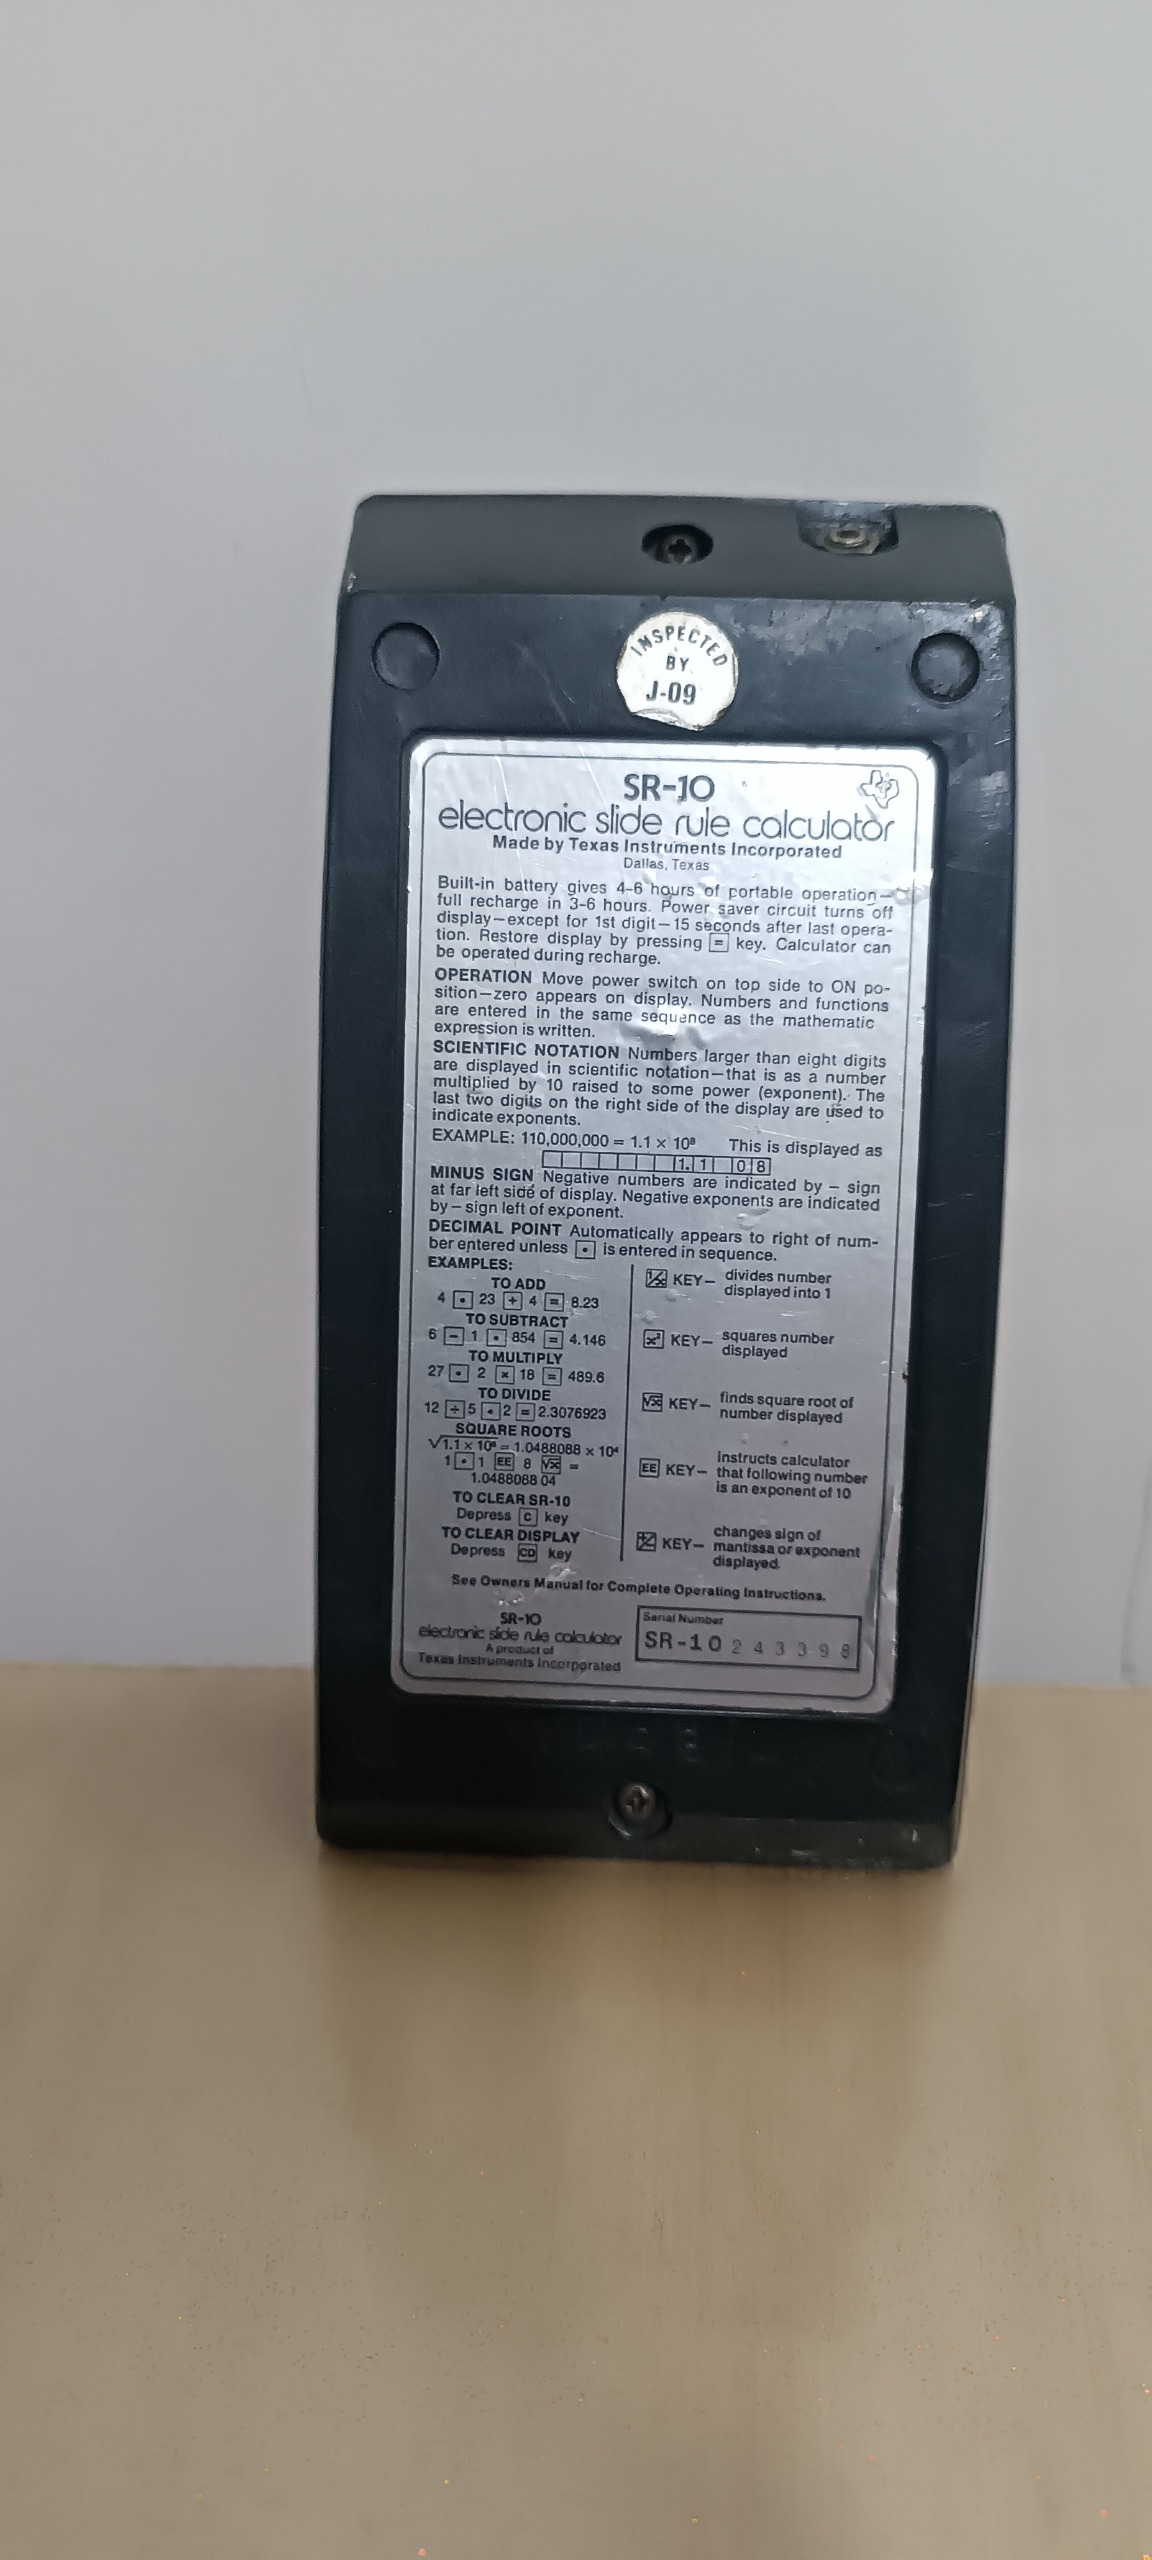 INSPECTED
BY
J-09
SR-10
electronic slide rule calculator
Made by Texas Instruments Incorporated
Dallas, Texas
Built-in battery gives 4-6 hours of portable operation—
full recharge in 3-6 hours. Power saver circuit turns off
display—except for 1st digit—15 seconds after last opera-
tion. Restore display by pressing = key. Calculator can
be operated during recharge.
OPERATION Move power switch on top side to ON po-
sition—zero appears on display. Numbers and functions
are entered in the same sequence as the mathematic
expression is written.
SCIENTIFIC NOTATION Numbers larger than eight digits
are displayed in scientific notation—that is as a number
multiplied by 10 raised to some power (exponent). The
last two digits on the right side of the display are used to
indicate exponents.
EXAMPLE: 110,000,000 = 1.1 × 10⁸ This is displayed as
1. 1 0 8
MINUS SIGN Negative numbers are indicated by – sign
at far left side of display. Negative exponents are indicated
by – sign left of exponent.
DECIMAL POINT Automatically appears to right of num-
ber entered unless • is entered in sequence.
EXAMPLES:
TO ADD
4 • 23 + 4 = 8.23
TO SUBTRACT
6 − 1 • 854 = 4.146
TO MULTIPLY
27 • 2 × 18 = 489.6
TO DIVIDE
12 ÷ 5 • 2 = 2.3076923
SQUARE ROOTS
√1.1 × 10⁸ = 1.0488088 × 10⁴
1 • 1 EE 8 √x =
1.0488088 04
TO CLEAR SR-10
Depress C key
TO CLEAR DISPLAY
Depress CD key
1/x KEY— divides number
displayed into 1
x² KEY— squares number
displayed
√x KEY— finds square root of
number displayed
EE KEY— instructs calculator
that following number
is an exponent of 10
+/- KEY— changes sign of
mantissa or exponent
displayed.
See Owners Manual for Complete Operating Instructions.
SR-10
electronic slide rule calculator
A product of
Texas Instruments Incorporated
Serial Number
SR-10 243398